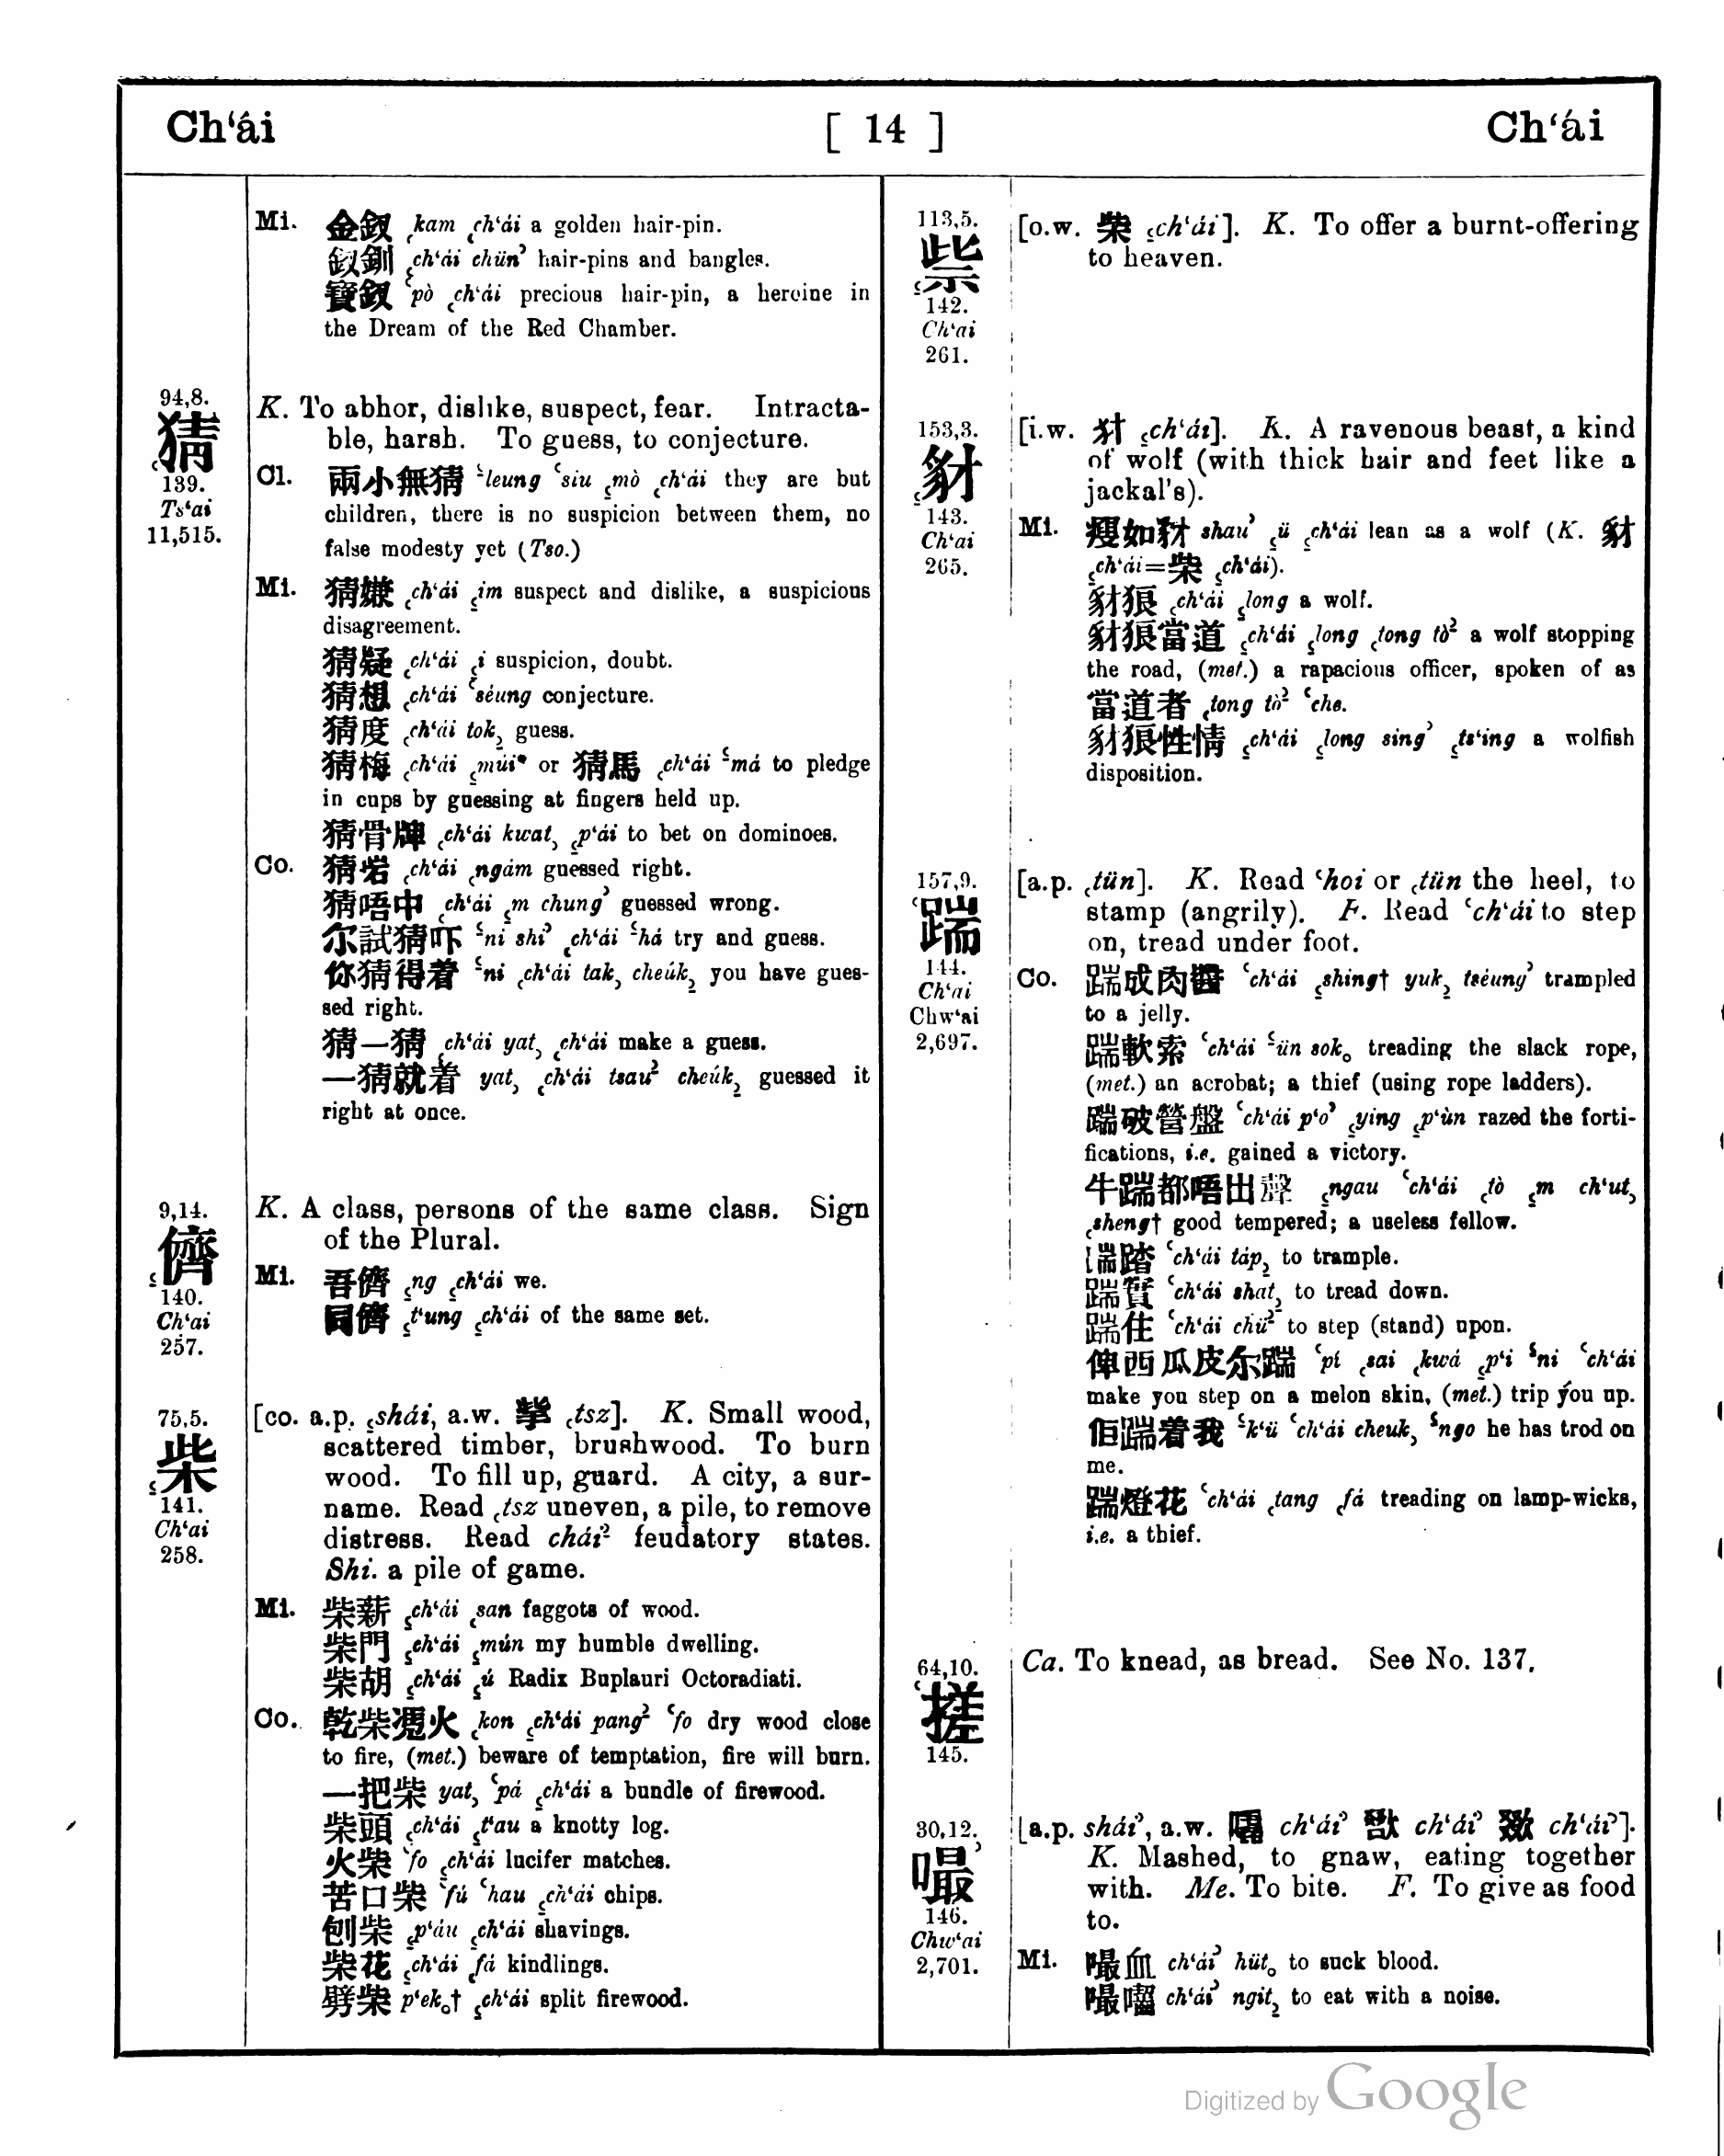 Ch‘ái [ 14 ] Ch‘ái
Mi. 金釵 ꜀kam ꜀ch‘ái a golden hair-pin.
釵釧 ꜀ch‘ái chün꜄ hair-pins and bangles.
寶釵 ꜂pò ꜀ch‘ái precious hair-pin, a heroine in
the Dream of the Red Chamber.
94,8.
猜
139.
Ts‘ai
11,515.
K. To abhor, dislike, suspect, fear. Intracta-
ble, harsh. To guess, to conjecture.
Cl. 兩小無猜 ꜃leung ꜂siu ꜁mò ꜀ch‘ái they are but
children, there is no suspicion between them, no
false modesty yet (Tso.)
Mi. 猜嫌 ꜀ch‘ái ꜁im suspect and dislike, a suspicious
disagreement.
猜疑 ꜀ch‘ái ꜁i suspicion, doubt.
猜想 ꜀ch‘ái ꜂séung conjecture.
猜度 ꜀ch‘ái tok꜇ guess.
猜梅 ꜀ch‘ái ꜁múi* or 猜馬 ꜀ch‘ái ꜃má to pledge
in cups by guessing at fingers held up.
猜骨牌 ꜀ch‘ái kwat꜆ ꜁p‘ái to bet on dominoes.
Co. 猜啱 ꜀ch‘ái ꜀ngám guessed right.
猜唔中 ꜀ch‘ái ꜁m chung꜄ guessed wrong.
尔試猜吓 ꜃ni shi꜄ ꜀ch‘ái ꜃há try and guess.
你猜得着 ꜃ni ꜀ch‘ái tak꜆ cheúk꜇ you have gues-
sed right.
猜一猜 ꜀ch‘ái yat꜆ ꜀ch‘ái make a guess.
一猜就着 yat꜆ ꜀ch‘ái tsau꜅ cheúk꜇ guessed it
right at once.
9,14.
儕
140.
Ch‘ai
257.
K. A class, persons of the same class. Sign
of the Plural.
Mi. 吾儕 ꜁ng ꜁ch‘ái we.
同儕 ꜁t‘ung ꜁ch‘ái of the same set.
75,5.
柴
141.
Ch‘ai
258.
[co. a.p. ꜁shái, a.w. 㧘 ꜀tsz]. K. Small wood,
scattered timber, brushwood. To burn
wood. To fill up, guard. A city, a sur-
name. Read ꜀tsz uneven, a pile, to remove
distress. Read chái꜅ feudatory states.
Shi. a pile of game.
Mi. 柴薪 ꜁ch‘ái ꜀san faggots of wood.
柴門 ꜁ch‘ái ꜁mún my humble dwelling.
柴胡 ꜁ch‘ái ꜁ú Radix Buplauri Octoradiati.
Co. 乾柴凭火 ꜀kon ꜁ch‘ái pang꜅ ꜂fo dry wood close
to fire, (met.) beware of temptation, fire will burn.
一把柴 yat꜆ ꜂pá ꜁ch‘ái a bundle of firewood.
柴頭 ꜁ch‘ái ꜁t‘au a knotty log.
火柴 ꜂fo ꜁ch‘ái lucifer matches.
苦口柴 ꜂fú ꜂hau ꜁ch‘ái chips.
刨柴 ꜁p‘áu ꜁ch‘ái shavings.
柴花 ꜁ch‘ái ꜀fá kindlings.
劈柴 p‘ek꜀† ꜁ch‘ái split firewood.
113,5.
祡
142.
Ch‘ai
261.
[o.w. 柴 ꜁ch‘ái]. K. To offer a burnt-offering
to heaven.
153,3.
豺
143.
Ch‘ai
265.
[i.w. 犲 ꜁ch‘ái]. K. A ravenous beast, a kind
of wolf (with thick hair and feet like a
jackal's).
Mi. 瘦如豺 shau꜄ ꜁ü ꜁ch‘ái lean as a wolf (K. 豺
꜁ch‘ái=柴 ꜁ch‘ái).
豺狼 ꜁ch‘ái ꜁long a wolf.
豺狼當道 ꜁ch‘ái ꜁long ꜀tong tò꜅ a wolf stopping
the road, (met.) a rapacious officer, spoken of as
當道者 ꜀tong tò꜅ ꜂che.
豺狼性情 ꜁ch‘ái ꜁long sing꜄ ꜁ts‘ing a wolfish
disposition.
157,9.
踹
144.
Ch‘ai
Chw‘ai
2,697.
[a.p. ꜀tün]. K. Read ꜂hoi or ꜀tün the heel, to
stamp (angrily). F. Read ꜂ch‘ái to step
on, tread under foot.
Co. 踹成肉醬 ꜂ch‘ái ꜁shing† yuk꜇ tséung꜄ trampled
to a jelly.
踹軟索 ꜂ch‘ái ꜃ün sok꜀ treading the slack rope,
(met.) an acrobat; a thief (using rope ladders).
踹破營盤 ꜂ch‘ái p‘o꜄ ꜁ying ꜁p‘ùn razed the forti-
fications, i.e. gained a victory.
牛踹都唔出聲 ꜁ngau ꜂ch‘ái ꜀tò ꜁m ch‘ut꜆
꜀sheng† good tempered; a useless fellow.
踹踏 ꜂ch‘ái táp꜇ to trample.
踹實 ꜂ch‘ái shat꜇ to tread down.
踹住 ꜂ch‘ái chü꜅ to step (stand) upon.
俾西瓜皮尔踹 ꜂pí ꜀sai ꜀kwá ꜁p‘i ꜃ni ꜂ch‘ái
make you step on a melon skin, (met.) trip you up.
佢踹着我 ꜃k‘ü ꜂ch‘ái cheuk꜆ ꜃ngo he has trod on
me.
踹燈花 ꜂ch‘ái ꜀tang ꜀fá treading on lamp-wicks,
i.e. a thief.
64,10.
搓
145.
Ca. To knead, as bread. See No. 137.
30,12.
嘬
146.
Chw‘ai
2,701.
[a.p. shái꜄, a.w. ch‘ái꜄ ch‘ái꜄ ch‘ái꜄].
K. Mashed, to gnaw, eating together
with. Me. To bite. F. To give as food
to.
Mi. 嘬血 ch‘ái꜄ hüt꜀ to suck blood.
嘬囓 ch‘ái꜄ ngit꜇ to eat with a noise.
Digitized by Google